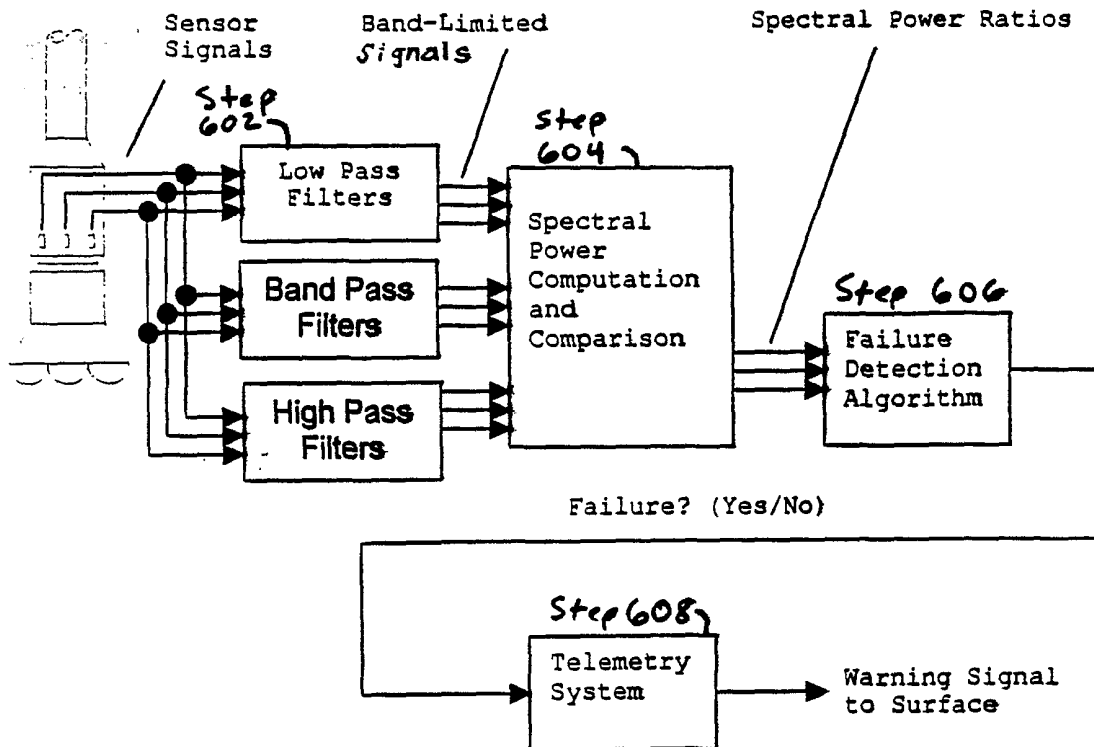 Sensor
Signals
Band-Limited
Signals
Spectral Power Ratios
Step
602
Low Pass
Filters
Step
604
Spectral
Power
Computation
and
Comparison
Band Pass
Filters
High Pass
Filters
Step 606
Failure
Detection
Algorithm
Failure? (Yes/No)
Step 608
Telemetry
System
Warning Signal
to Surface